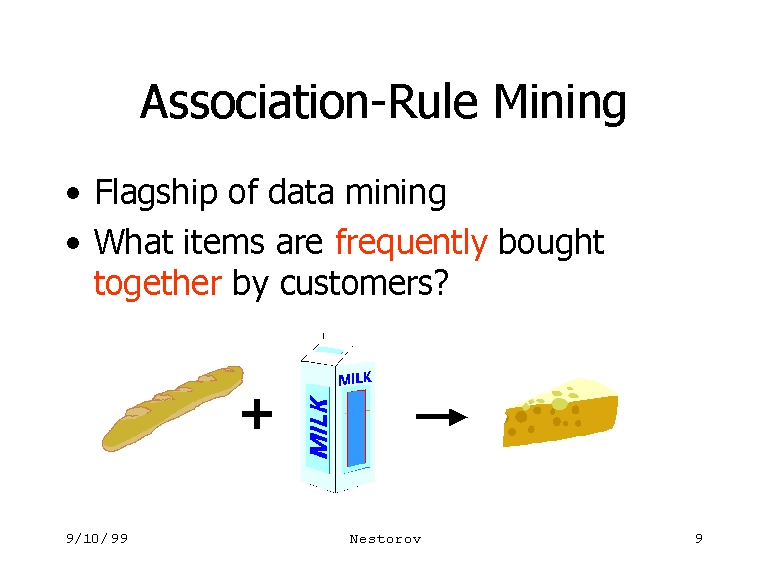 Association-Rule Mining
• Flagship of data mining
• What items are frequently bought
together by customers?
MILK
MILK
9/10/99
Nestorov
9